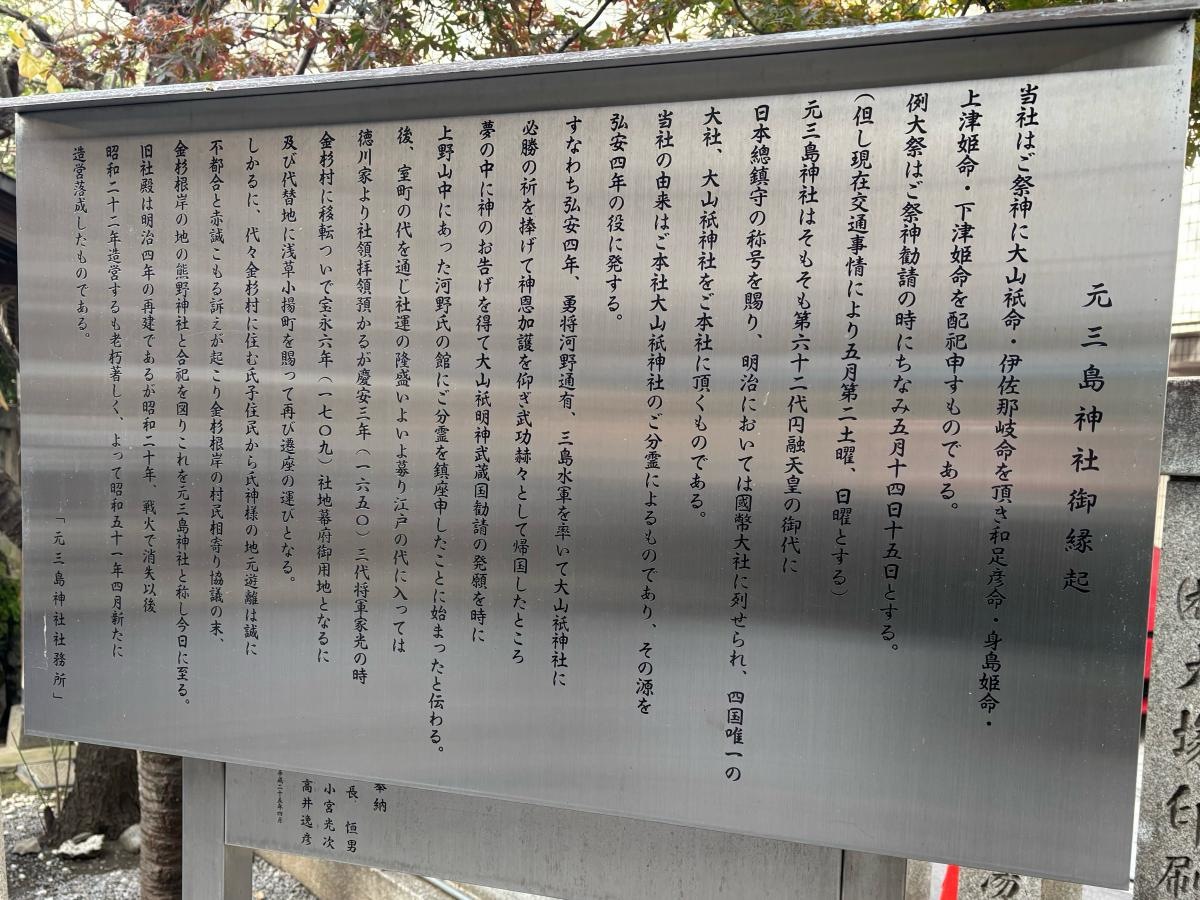 元三島神社御縁起
当社はご祭神に大山祇命・伊佐那岐命を頂き和足彦命・身島姫命・
上津姫命・下津姫命を配祀申すものである。
例大祭はご祭神勧請の時にちなみ五月十四日十五日とする。
(但し現在交通事情により五月第二土曜、日曜とする)
元三島神社はそもそも第六十二代円融天皇の御代に
日本總鎮守の称号を賜り、明治においては國幣大社に列せられ、四国唯一の
大社、大山祇神社をご本社に頂くものである。
当社の由来はご本社大山祇神社のご分霊によるものであり、その源を
弘安四年の役に発する。
すなわち弘安四年、勇将河野通有、三島水軍を率いて大山祇神社に
必勝の祈を捧げて神恩加護を仰ぎ武功赫々として帰国したところ
夢の中に神のお告げを得て大山祇明神武蔵国勧請の発願を時に
上野山中にあった河野氏の館にご分霊を鎮座申したことに始まったと伝わる。
後、室町の代を通じ社運の隆盛いよいよ募り江戸の代に入っては
徳川家より社領拝領預かるが慶安三年(一六五〇)三代将軍家光の時
金杉村に移転ついで宝永六年(一七〇九)社地幕府御用地となるに
及び代替地に浅草小揚町を賜って再び遷座の運びとなる。
しかるに、代々金杉村に住む氏子住民から氏神様の地元遊離は誠に
不都合と赤誠こもる訴えが起こり金杉根岸の村民相寄り協議の末、
金杉根岸の地の熊野神社と合祀を図りこれを元三島神社と称し今日に至る。
旧社殿は明治四年の再建であるが昭和二十年、戦火で消失以後
昭和二十二年造営するも老朽著しく、よって昭和五十一年四月新たに
造営落成したものである。
「元三島神社社務所」
奉納
長 恒男
小宮光次
高井逸彦
平成二十五年四月
印刷
湯